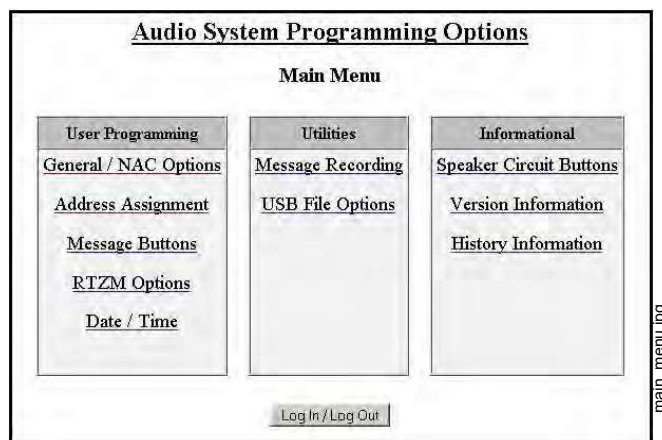 Audio System Programming Options
Main Menu
User Programming
General / NAC Options
Address Assignment
Message Buttons
RTZM Options
Date / Time
Utilities
Message Recording
USB File Options
Informational
Speaker Circuit Buttons
Version Information
History Information
Log In / Log Out
main_menu.jpg